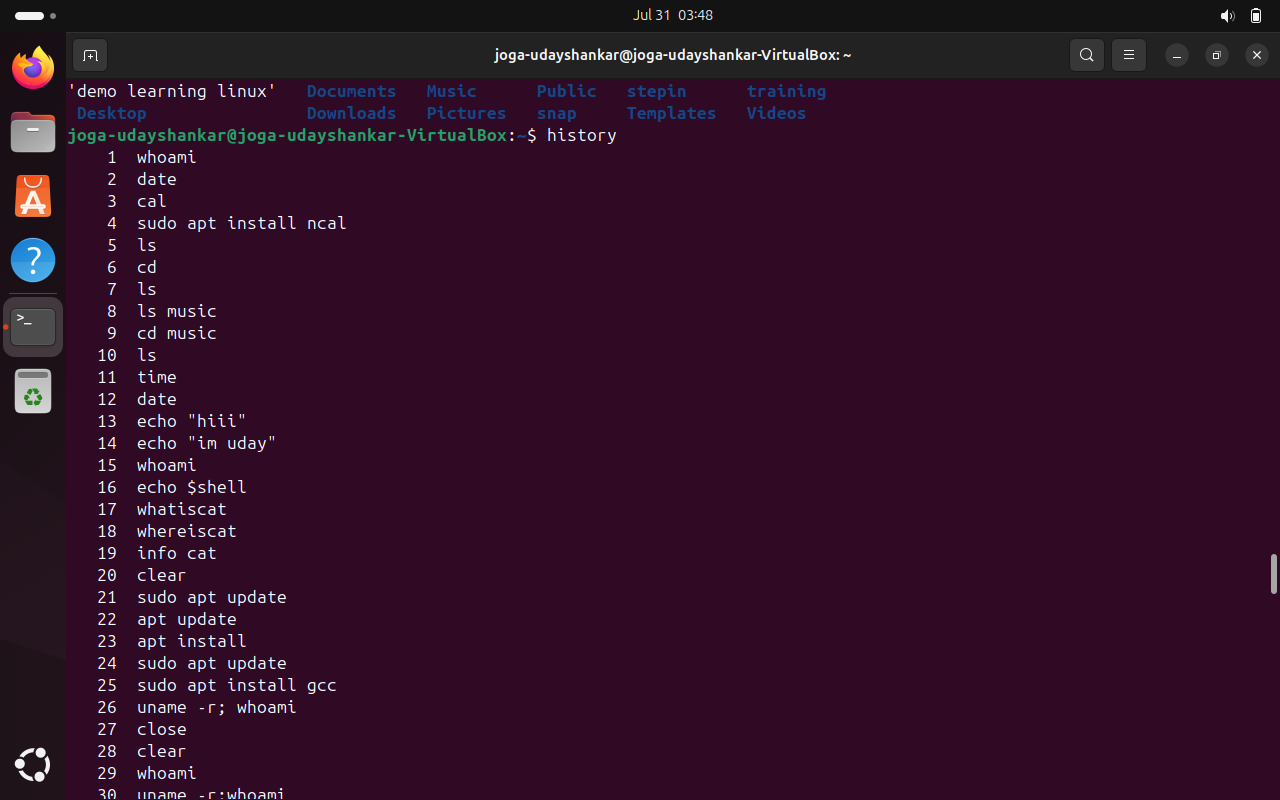 Jul 31 03:48
joga-udayshankar@joga-udayshankar-VirtualBox: ~
'demo learning linux' Documents Music Public stepin training
Desktop Downloads Pictures snap Templates Videos
joga-udayshankar@joga-udayshankar-VirtualBox:~$ history
1 whoami
2 date
3 cal
4 sudo apt install ncal
5 ls
6 cd
7 ls
8 ls music
9 cd music
10 ls
11 time
12 date
13 echo "hiii"
14 echo "im uday"
15 whoami
16 echo $shell
17 whatiscat
18 whereiscat
19 info cat
20 clear
21 sudo apt update
22 apt update
23 apt install
24 sudo apt update
25 sudo apt install gcc
26 uname -r; whoami
27 close
28 clear
29 whoami
30 uname -r;whoami